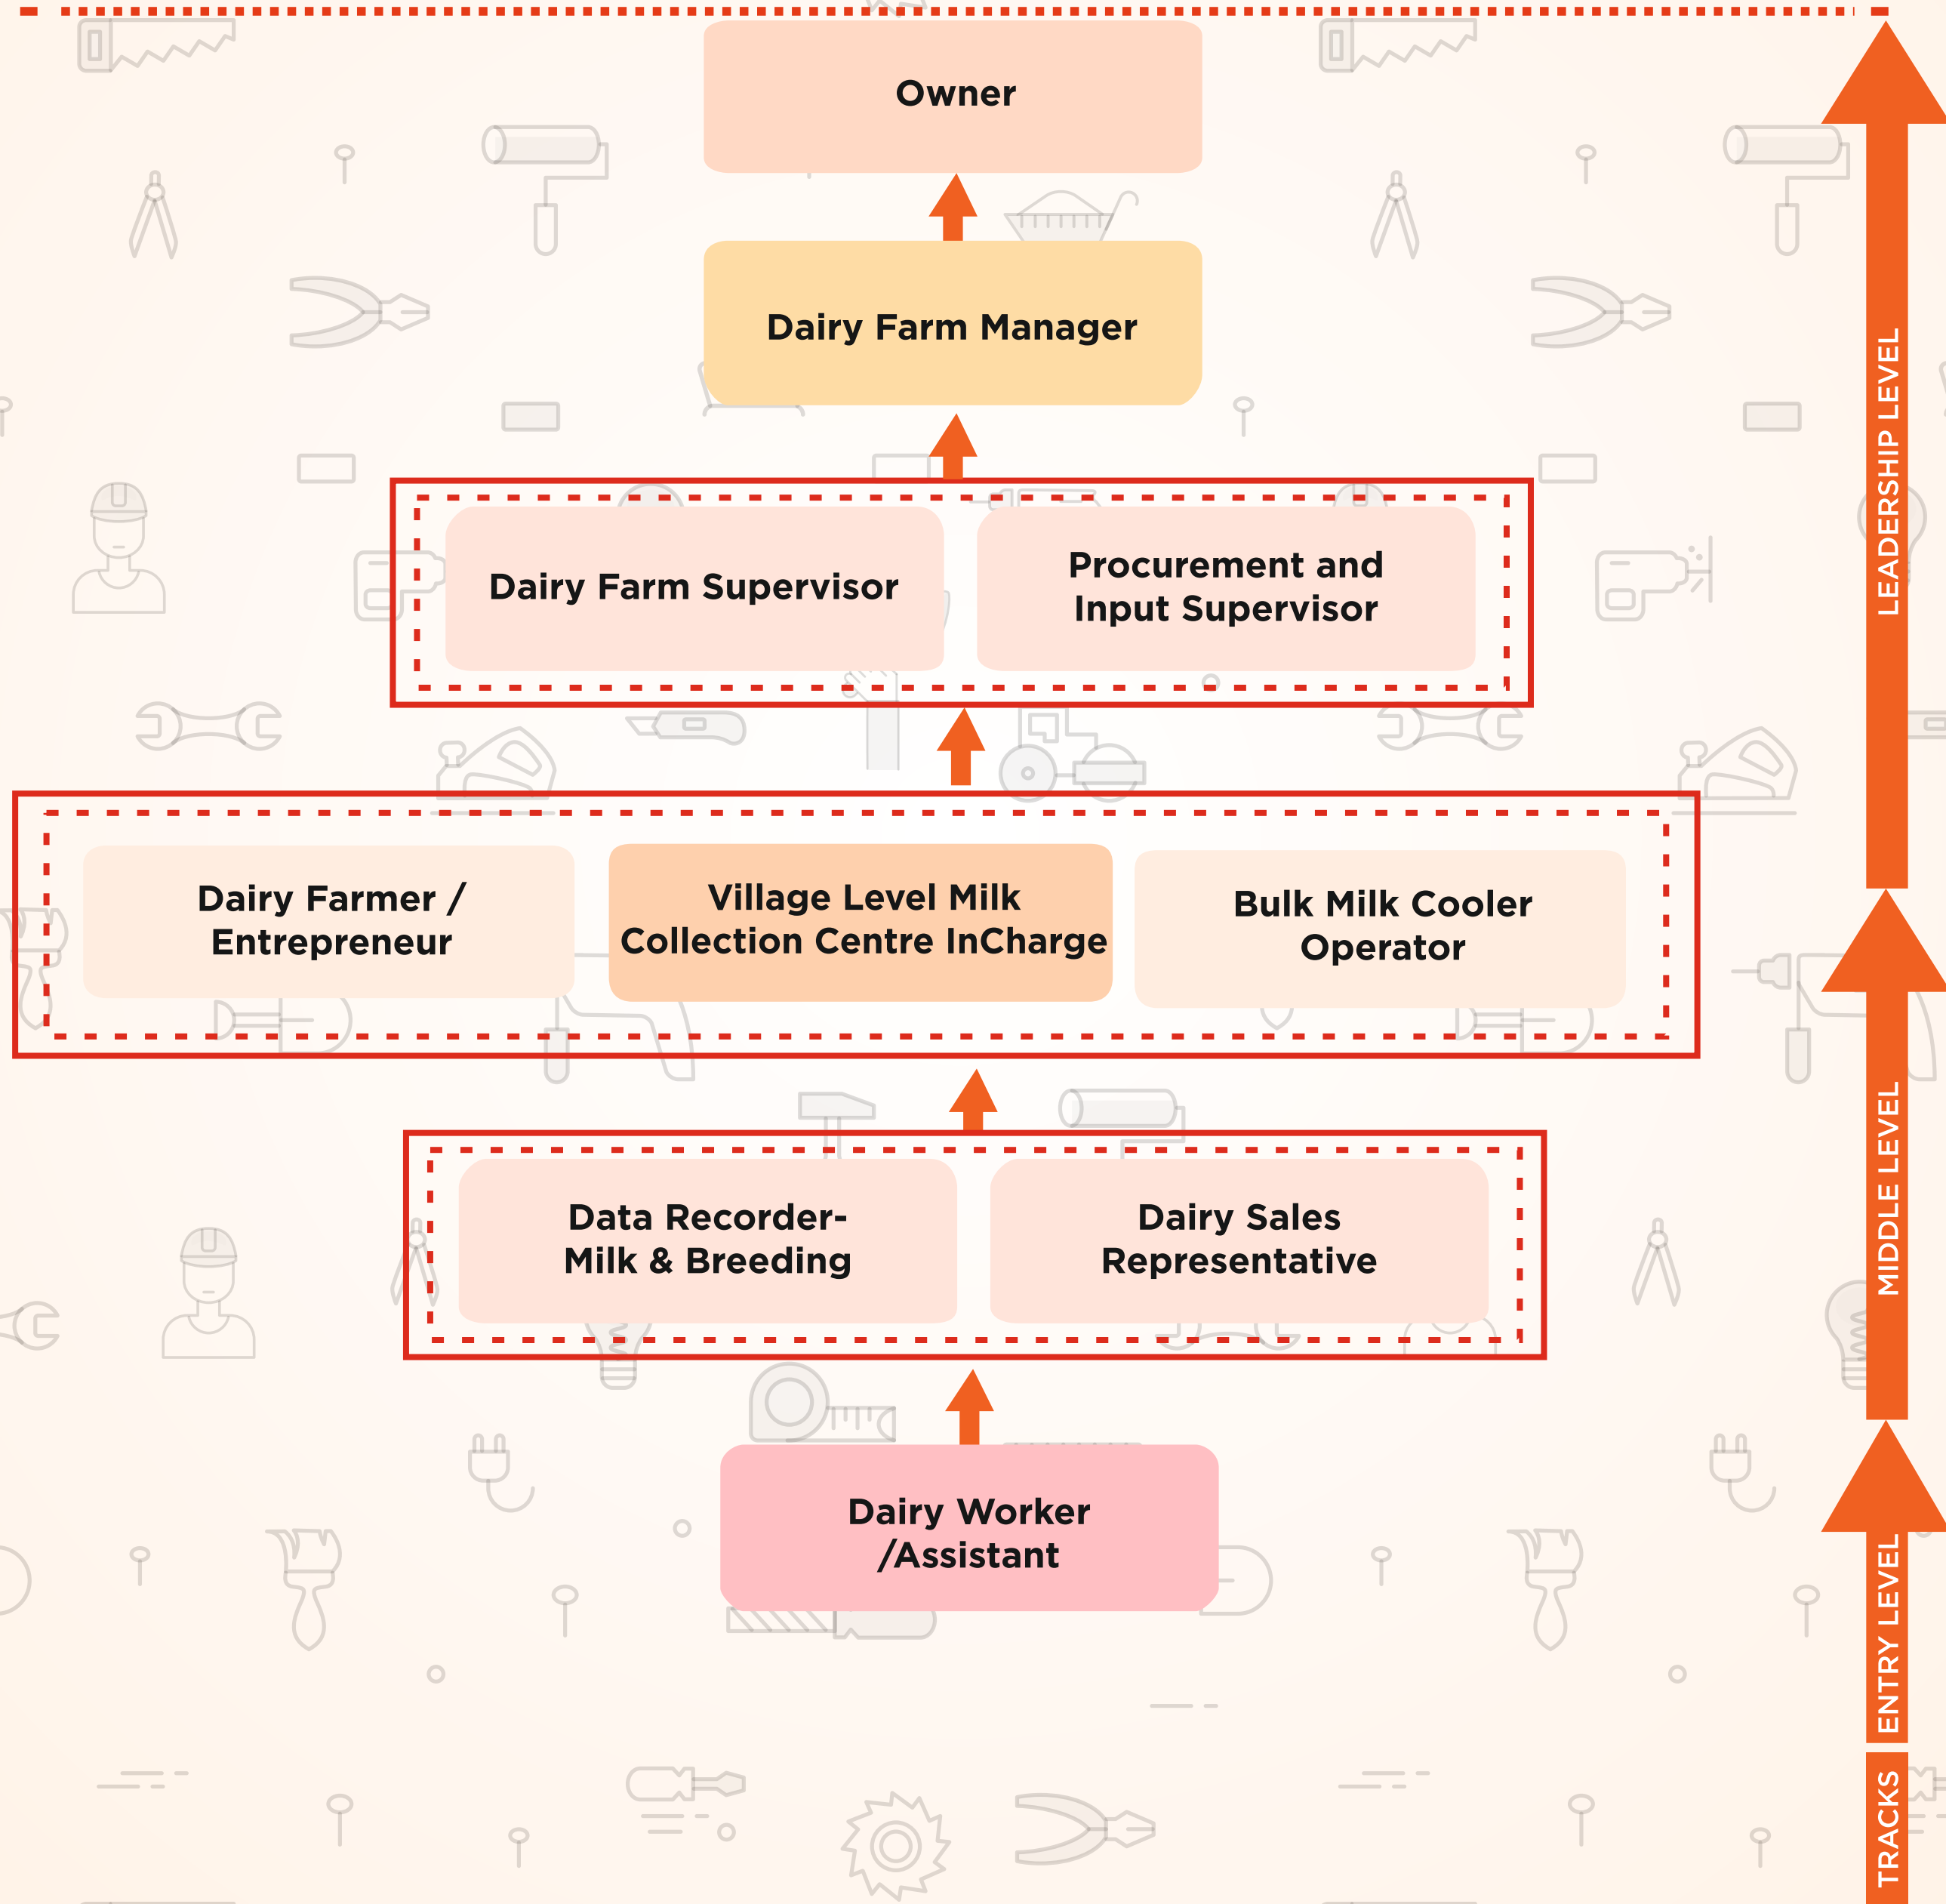 Owner
Dairy Farm Manager
Dairy Farm Supervisor
Procurement and
Input Supervisor
Dairy Farmer /
Entrepreneur
Village Level Milk
Collection Centre InCharge
Bulk Milk Cooler
Operator
Data Recorder-
Milk & Breeding
Dairy Sales
Representative
Dairy Worker
/Assistant
LEADERSHIP LEVEL
MIDDLE LEVEL
ENTRY LEVEL
TRACKS